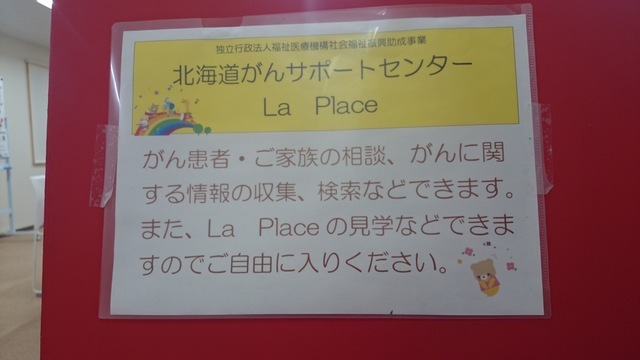 独立行政法人福祉医療機構社会福祉振興助成事業
北海道がんサポートセンター
La Place
がん患者・ご家族の相談、がんに関
する情報の収集、検索などできます。
また、La Placeの見学などできま
すのでご自由に入りください。